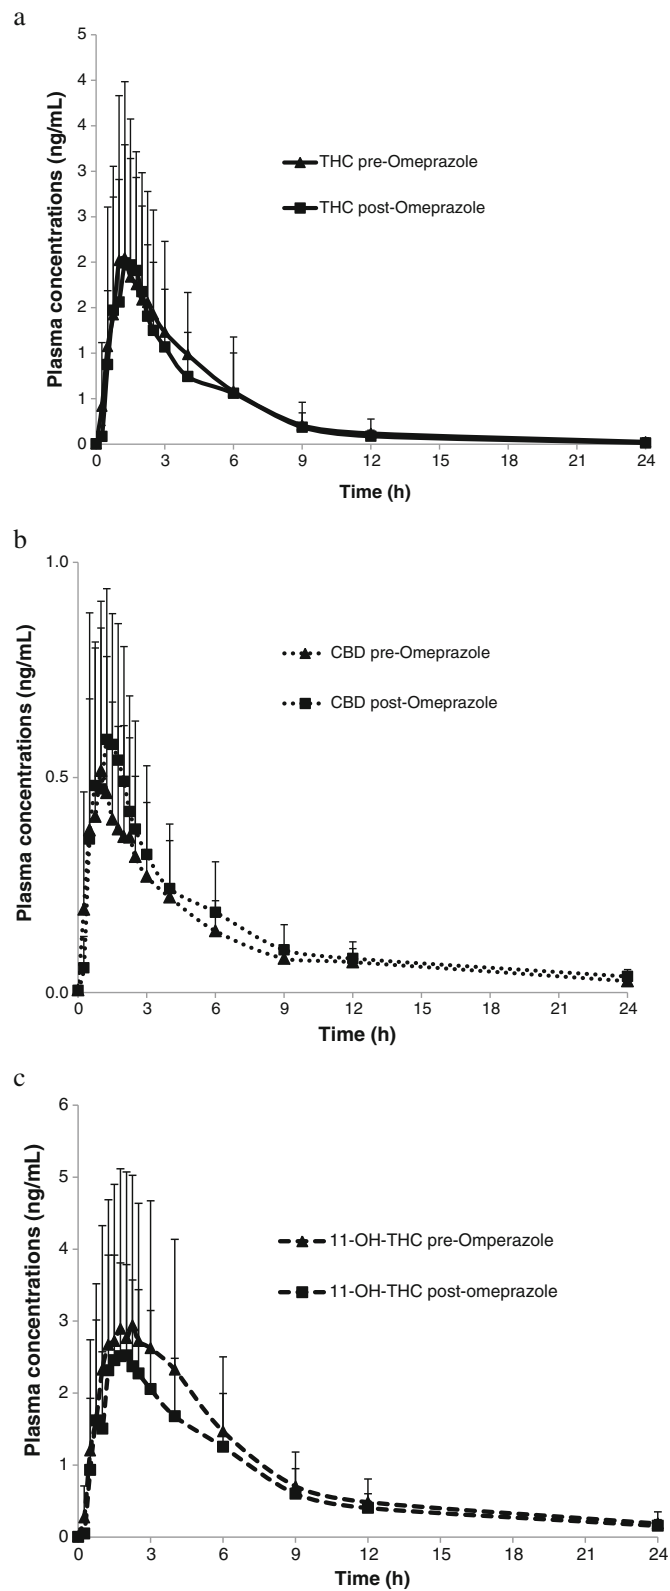 a
5
4
4
3
3
2
2
1
1
0
Plasma concentrations (ng/mL)
THC pre-Omeprazole
THC post-Omeprazole
0 3 6 9 12 15 18 21 24
Time (h)
b
1.0
0.5
0.0
Plasma concentrations (ng/mL)
CBD pre-Omeprazole
CBD post-Omeprazole
0 3 6 9 12 15 18 21 24
Time (h)
c
6
5
4
3
2
1
0
Plasma concentrations (ng/mL)
11-OH-THC pre-Omperazole
11-OH-THC post-omeprazole
0 3 6 9 12 15 18 21 24
Time (h)